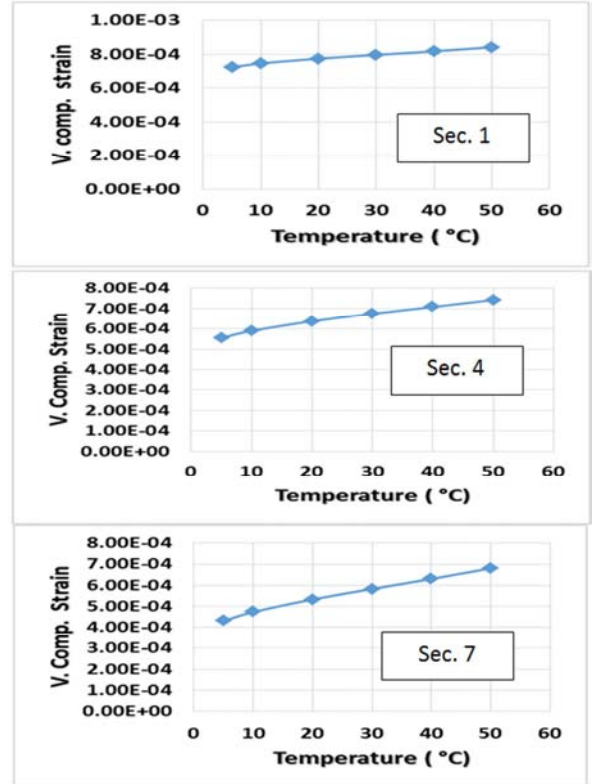 V. comp. strain
1.00E-03
8.00E-04
6.00E-04
4.00E-04
2.00E-04
0.00E+00
Sec. 1
0 10 20 30 40 50 60
Temperature ( °C)
V. Comp. Strain
8.00E-04
7.00E-04
6.00E-04
5.00E-04
4.00E-04
3.00E-04
2.00E-04
1.00E-04
0.00E+00
Sec. 4
0 10 20 30 40 50 60
Temperature ( °C)
V. Comp. Strain
8.00E-04
7.00E-04
6.00E-04
5.00E-04
4.00E-04
3.00E-04
2.00E-04
1.00E-04
0.00E+00
Sec. 7
0 10 20 30 40 50 60
Temperature ( °C)